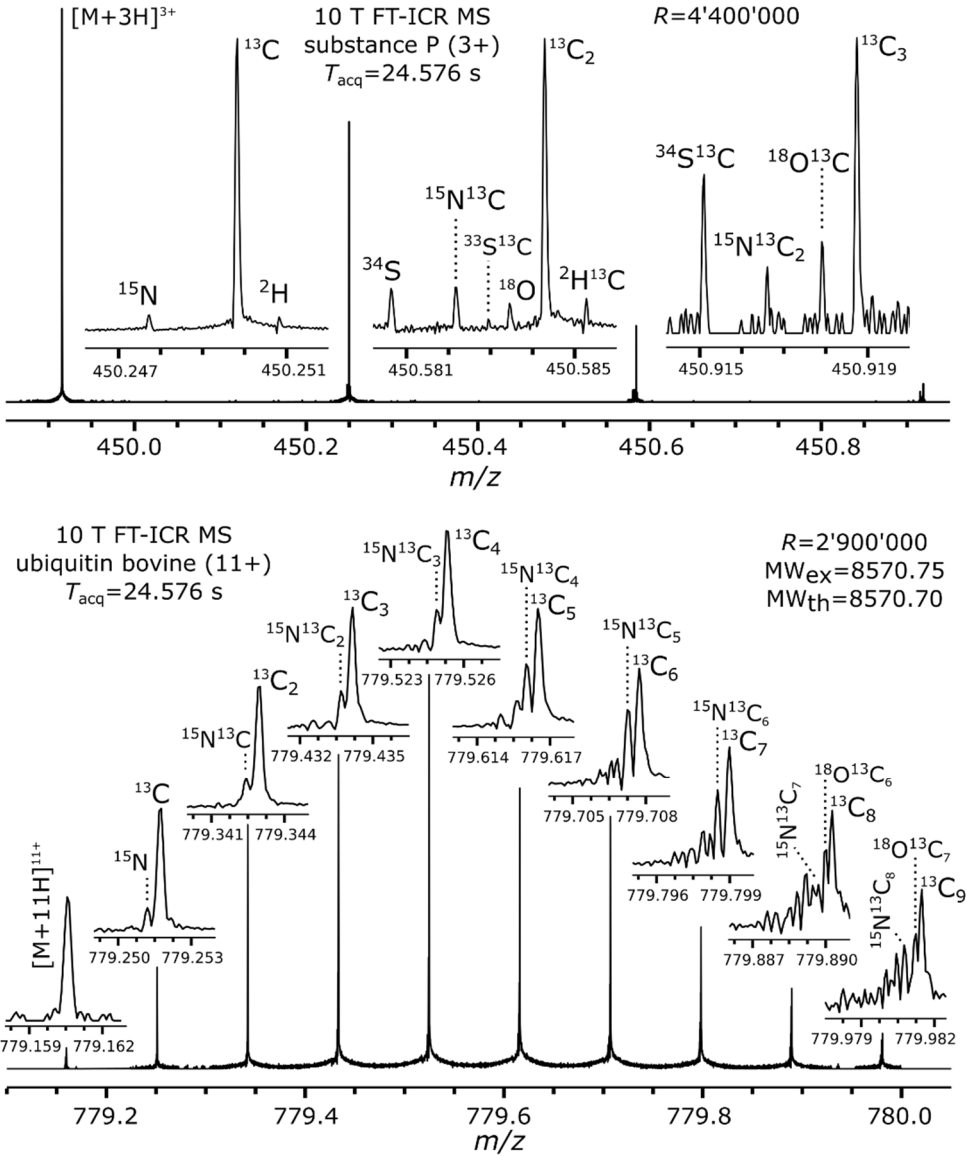 [M+3H]³⁺
10 T FT-ICR MS
substance P (3+)
Tacq=24.576 s
R=4'400'000
¹³C
¹⁵N
²H
450.247 450.251
¹³C₂
¹⁵N¹³C
³³S¹³C
³⁴S
¹⁸O
²H¹³C
450.581 450.585
¹³C₃
³⁴S¹³C
¹⁸O¹³C
¹⁵N¹³C₂
450.915 450.919
450.0 450.2 450.4 450.6 450.8
m/z
10 T FT-ICR MS
ubiquitin bovine (11+)
Tacq=24.576 s
R=2'900'000
MWex=8570.75
MWth=8570.70
[M+11H]¹¹⁺
779.159 779.162
¹³C
¹⁵N
779.250 779.253
¹³C₂
¹⁵N¹³C
779.341 779.344
¹³C₃
¹⁵N¹³C₂
779.432 779.435
¹⁵N¹³C₃
¹³C₄
779.523 779.526
¹⁵N¹³C₄
¹³C₅
779.614 779.617
¹⁵N¹³C₅
¹³C₆
779.705 779.708
¹⁵N¹³C₆
¹³C₇
779.796 779.799
¹⁵N¹³C₇
¹⁸O¹³C₆
¹³C₈
779.887 779.890
¹⁵N¹³C₈
¹⁸O¹³C₇
¹³C₉
779.979 779.982
779.2 779.4 779.6 779.8 780.0
m/z